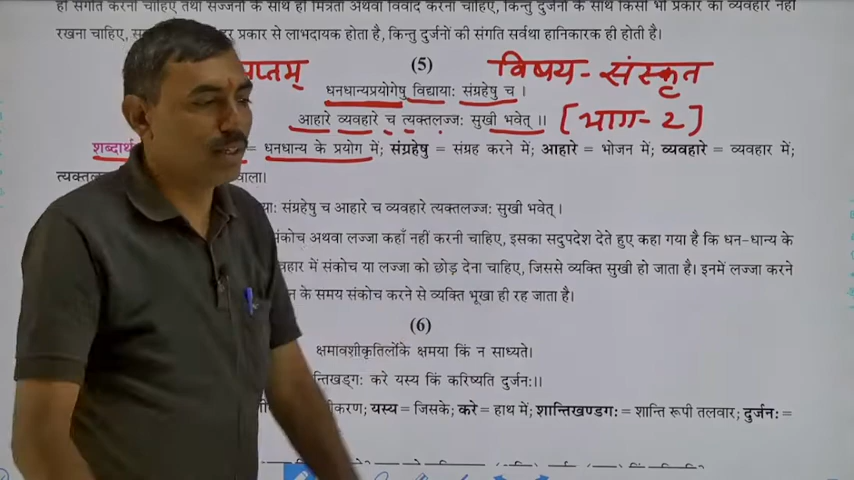 ही संगति करनी चाहिए तथा सज्जनों के साथ ही मित्रता अथवा विवाद करना चाहिए, किन्तु दुर्जनों के साथ किसी भी प्रकार का व्यवहार नहीं
रखना चाहिए, प्रकार से लाभदायक होता है, किन्तु दुर्जनों की संगति सर्वथा हानिकारक ही होती है।
प्तम् (5) विषय - संस्कृत
धनधान्यप्रयोगेषु विद्यायाः संग्रहेषु च ।
आहारे व्यवहारे च त्यक्तलज्जः सुखी भवेत् ।। [भाग-2]
शब्दार्थ = धनधान्य के प्रयोग में; संग्रहेषु = संग्रह करने में; आहारे = भोजन में; व्यवहारे = व्यवहार में;
त्यक्तल वाला।
याः संग्रहेषु च आहारे च व्यवहारे त्यक्तलज्जः सुखी भवेत्।
संकोच अथवा लज्जा कहाँ नहीं करनी चाहिए, इसका सदुपदेश देते हुए कहा गया है कि धन-धान्य के
वहार में संकोच या लज्जा को छोड़ देना चाहिए, जिससे व्यक्ति सुखी हो जाता है। इनमें लज्जा करने
न के समय संकोच करने से व्यक्ति भूखा ही रह जाता है।
(6)
क्षमावशीकृतिर्लोके क्षमया किं न साध्यते।
न्तिखड्गः करे यस्य किं करिष्यति दुर्जनः।।
ीकरण; यस्य = जिसके; करे = हाथ में; शान्तिखण्डगः = शान्ति रूपी तलवार; दुर्जनः =